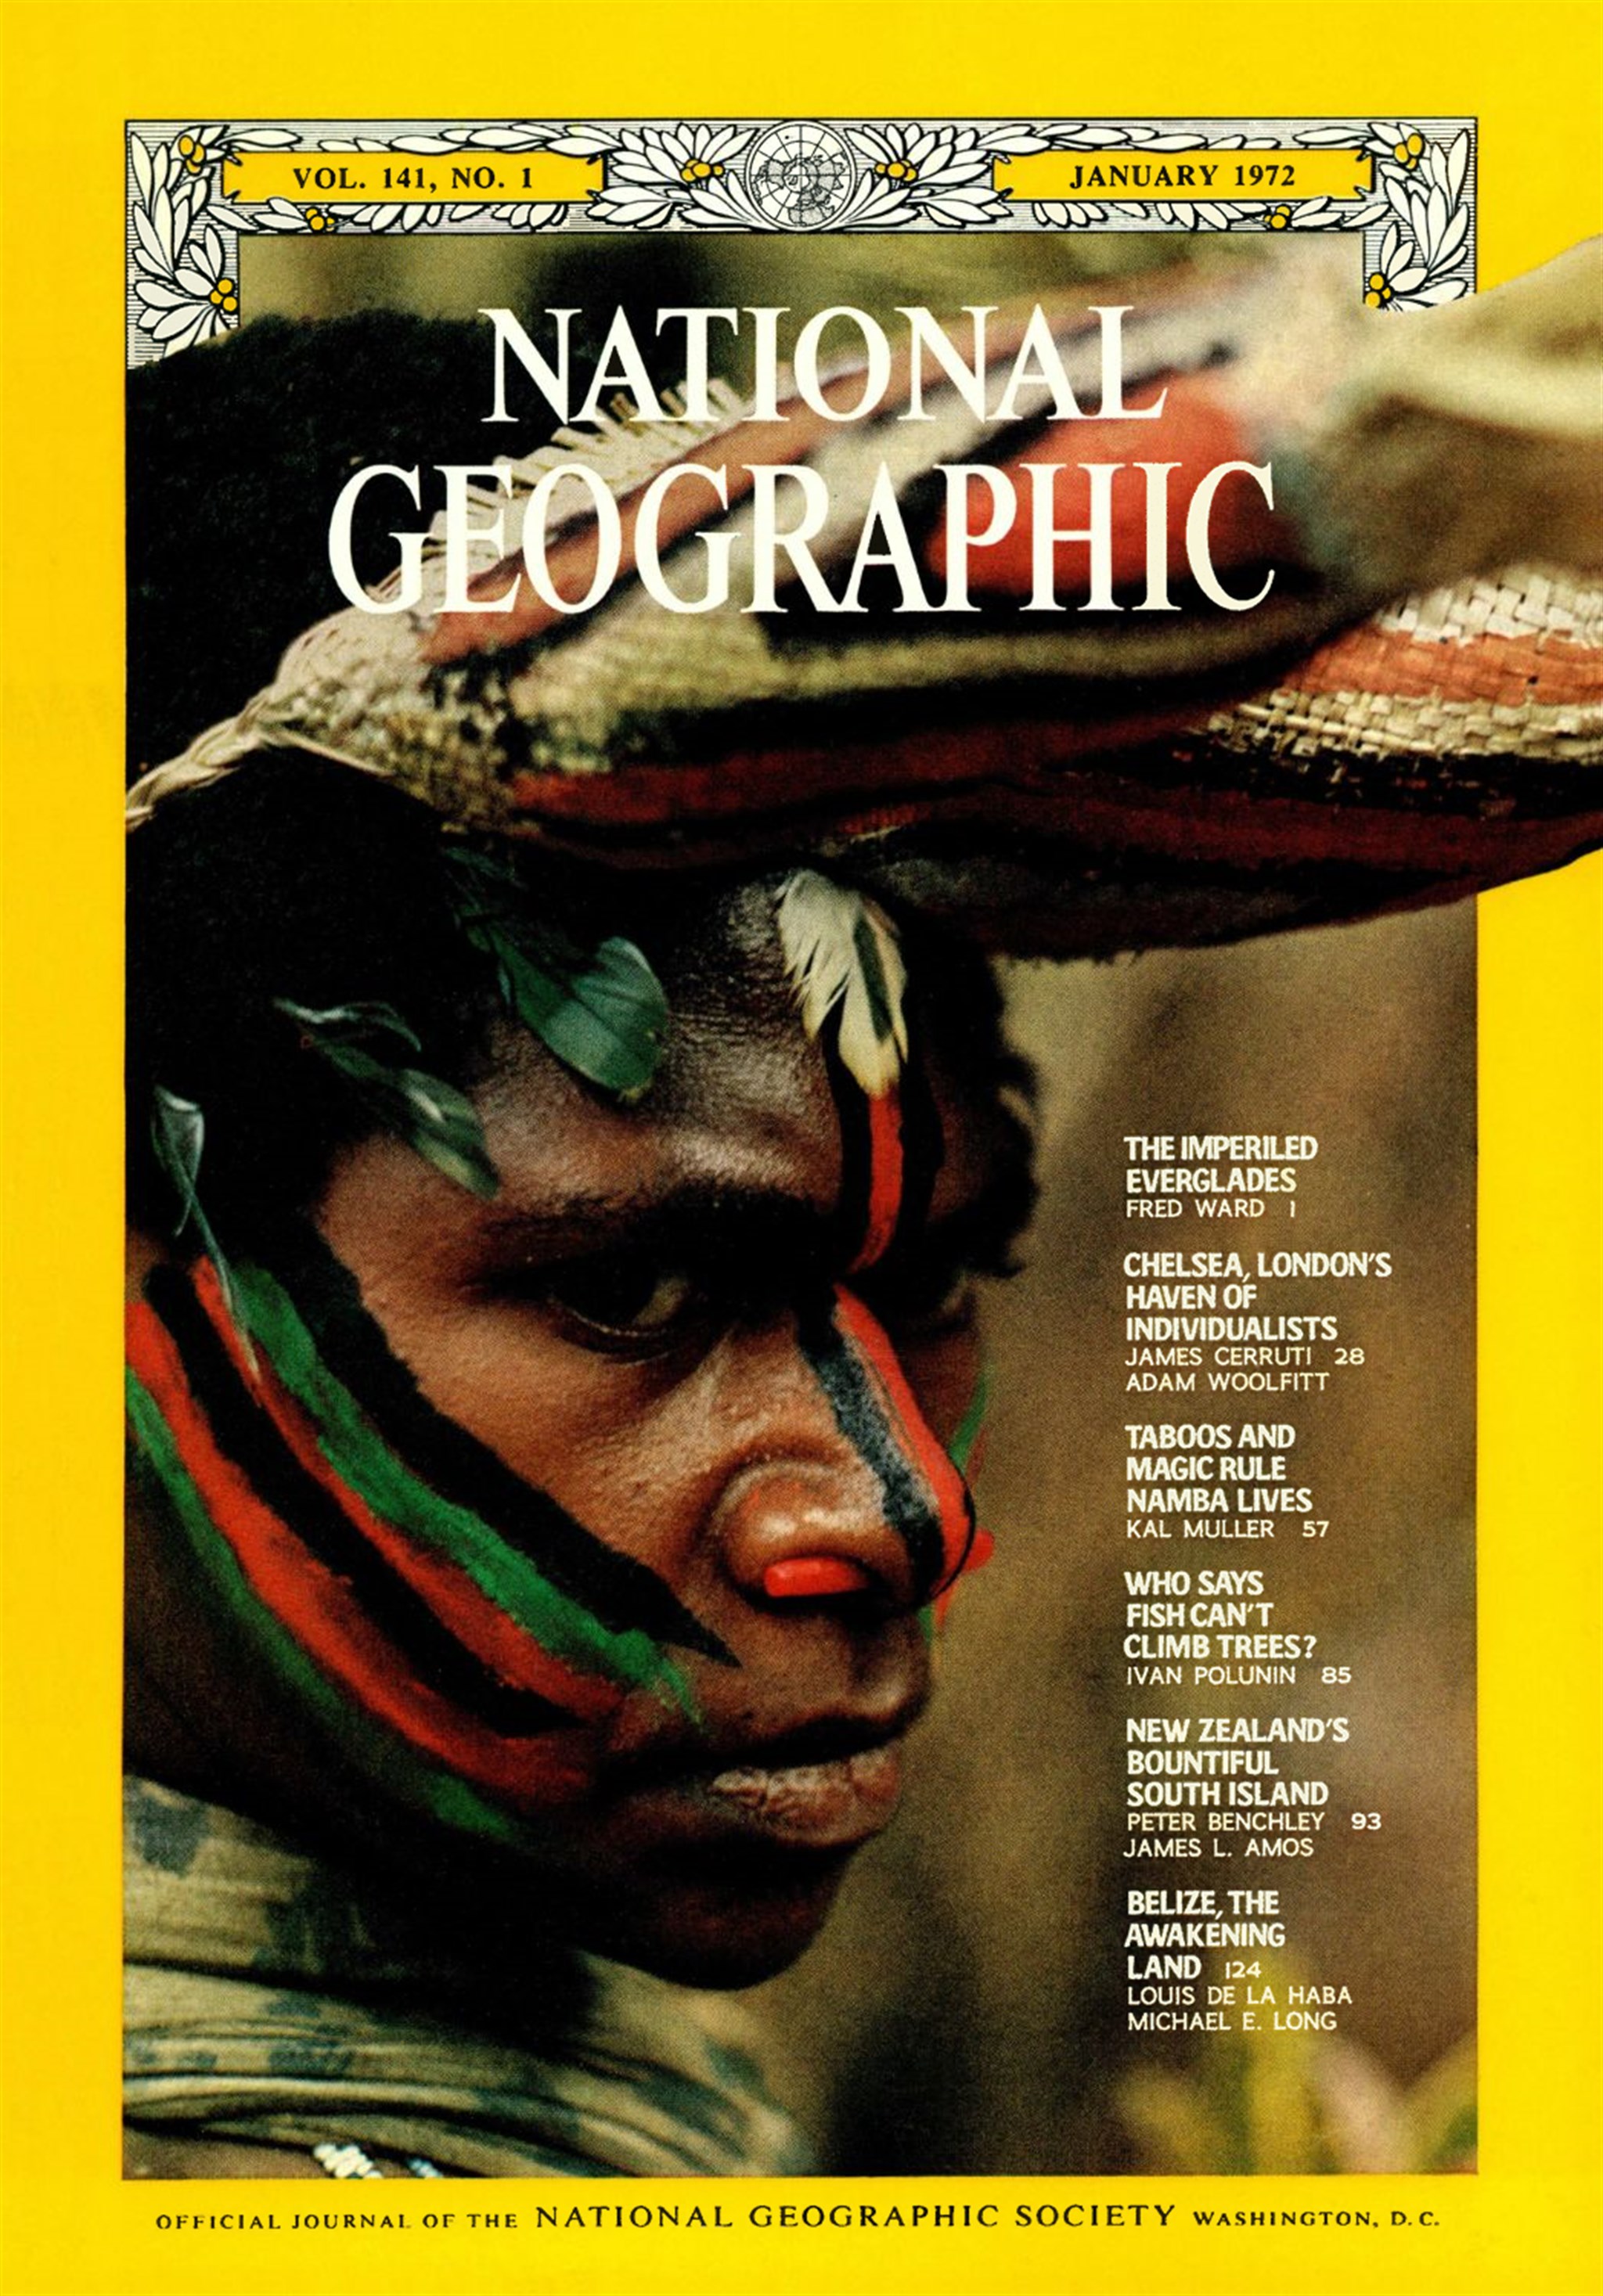 VOL. 141, NO. 1
JANUARY 1972
NATIONAL
GEOGRAPHIC
THE IMPERILED
EVERGLADES
FRED WARD 1
CHELSEA, LONDON'S
HAVEN OF
INDIVIDUALISTS
JAMES CERRUTI 28
ADAM WOOLFITT
TABOOS AND
MAGIC RULE
NAMBA LIVES
KAL MULLER 57
WHO SAYS
FISH CAN'T
CLIMB TREES?
IVAN POLUNIN 85
NEW ZEALAND'S
BOUNTIFUL
SOUTH ISLAND
PETER BENCHLEY 93
JAMES L. AMOS
BELIZE, THE
AWAKENING
LAND 124
LOUIS DE LA HABA
MICHAEL E. LONG
OFFICIAL JOURNAL OF THE NATIONAL GEOGRAPHIC SOCIETY WASHINGTON, D.C.